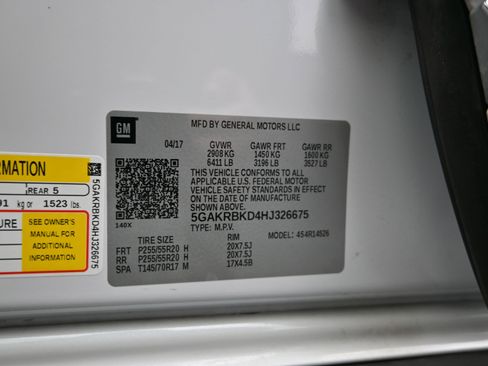 GM
MFD BY GENERAL MOTORS LLC
04/17 GVWR GAWR FRT GAWR RR
2908 KG 1450 KG 1600 KG
6411 LB 3196 LB 3527 LB
THIS VEHICLE CONFORMS TO ALL
APPLICABLE U.S. FEDERAL MOTOR
VEHICLE SAFETY STANDARDS IN EFFECT
ON THE DATE OF MANUFACTURE
SHOWN ABOVE.
5GAKRBKD4HJ326675
140X TYPE: M.P.V. MODEL: 4S4R14526
TIRE SIZE RIM
FRT P255/55R20 H 20X7.5J
RR P255/55R20 H 20X7.5J
SPA T145/70R17 M 17X4.5B
ORMATION
REAR 5
91 kg or 1523 lbs.
URE
SEE OWNER'S
MANUAL FOR
ADDITIONAL
INFORMATION
5GAKRBKD4HJ326675